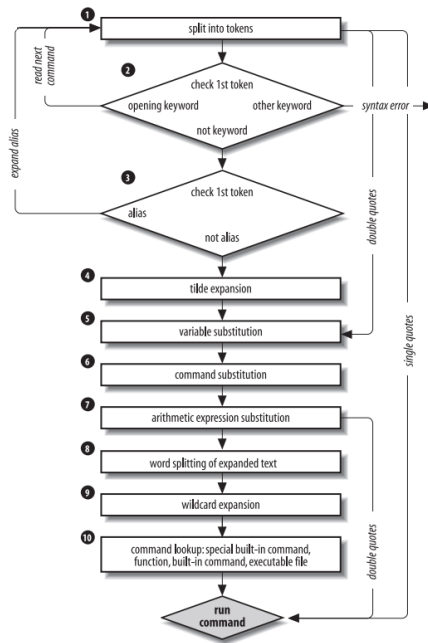 1
split into tokens
read next
command
2
check 1st token
opening keyword
other keyword
syntax error
not keyword
expand alias
3
check 1st token
alias
not alias
double quotes
4
tilde expansion
5
variable substitution
single quotes
6
command substitution
7
arithmetic expression substitution
8
word splitting of expanded text
9
wildcard expansion
10
command lookup: special built-in command,
function, built-in command, executable file
double quotes
run
command